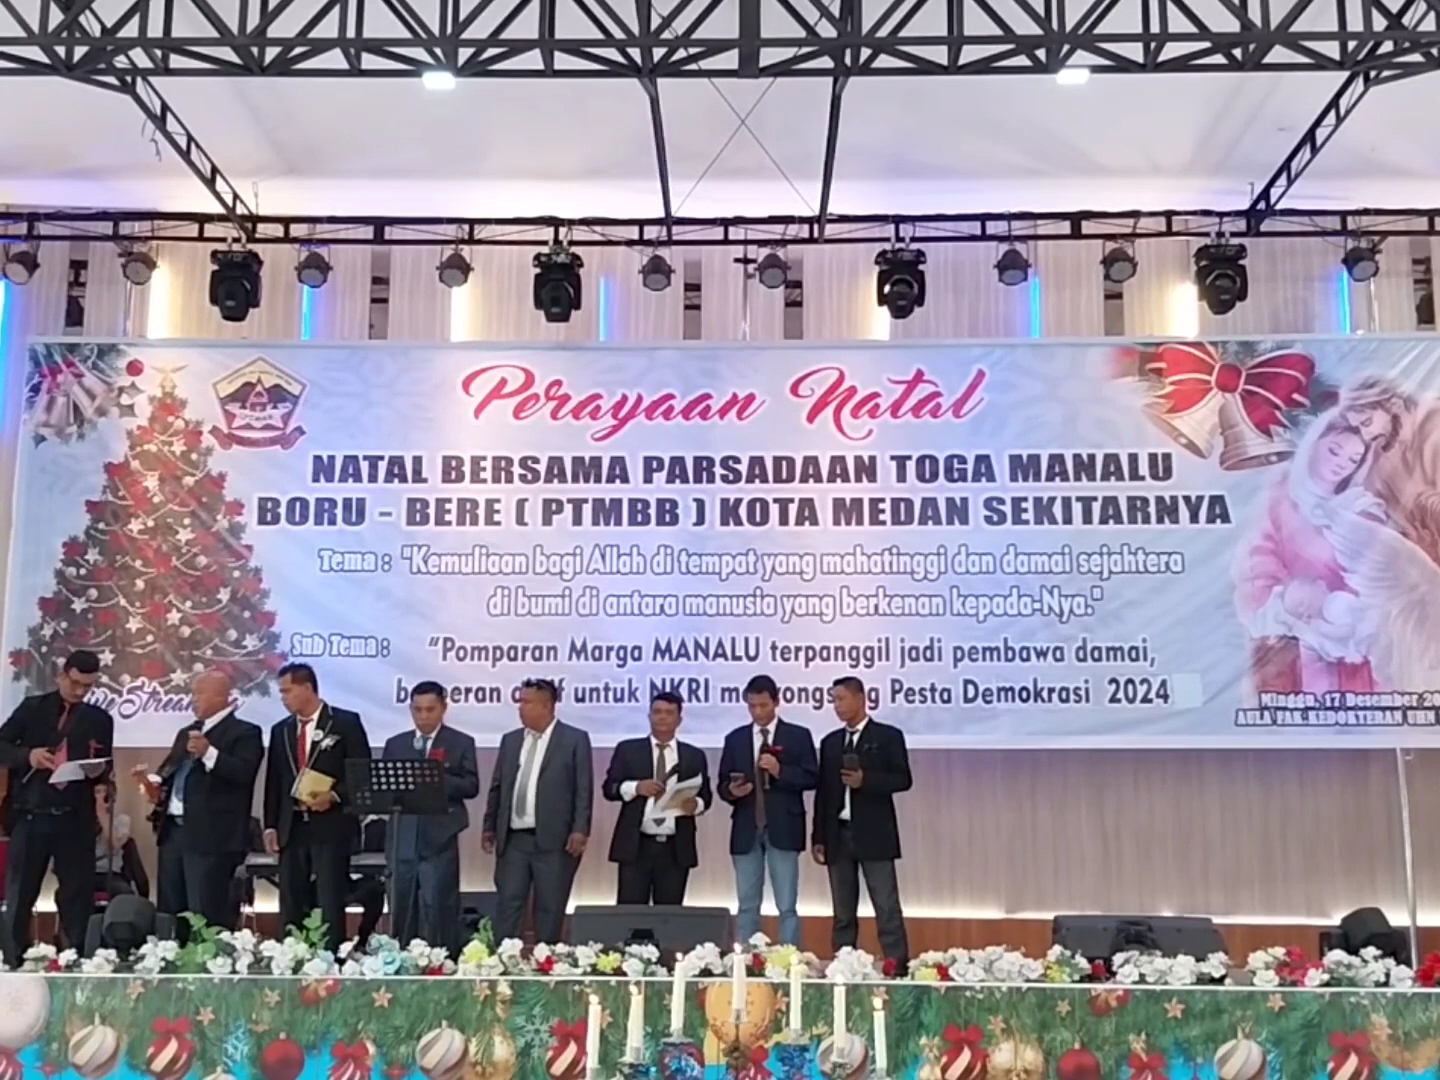 Perayaan Natal
NATAL BERSAMA PARSADAAN TOGA MANALU
BORU - BERE ( PTMBB ) KOTA MEDAN SEKITARNYA
Tema : "Kemuliaan bagi Allah di tempat yang mahatinggi dan damai sejahtera
di bumi di antara manusia yang berkenan kepada-Nya."
Sub Tema : "Pomparan Marga MANALU terpanggil jadi pembawa damai,
untuk NKRI Pesta Demokrasi 2024
Minggu, 17 Desember 20
AULA FAK. KEDOKTERAN UHN